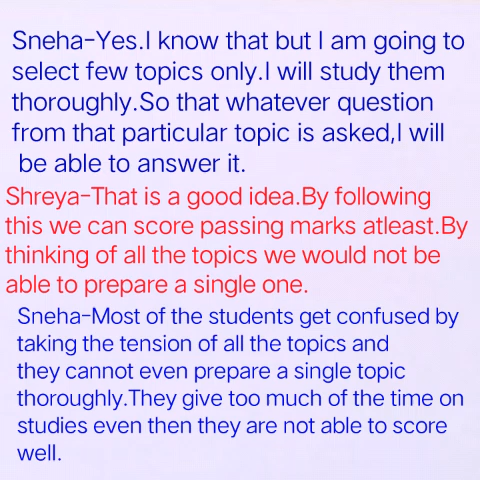 Sneha-Yes.I know that but I am going to
select few topics only.I will study them
thoroughly.So that whatever question
from that particular topic is asked,I will
be able to answer it.
Shreya-That is a good idea.By following
this we can score passing marks atleast.By
thinking of all the topics we would not be
able to prepare a single one.
Sneha-Most of the students get confused by
taking the tension of all the topics and
they cannot even prepare a single topic
thoroughly.They give too much of the time on
studies even then they are not able to score
well.